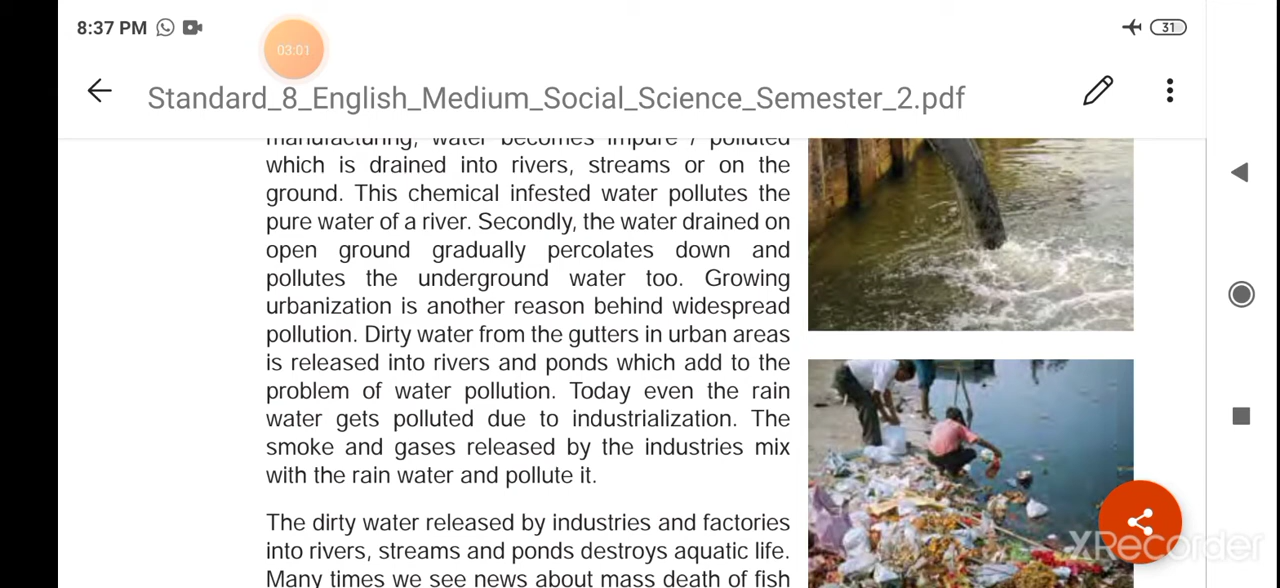 8:37 PM
31
03:01
Standard_8_English_Medium_Social_Science_Semester_2.pdf
manufacturing, water becomes impure / polluted
which is drained into rivers, streams or on the
ground. This chemical infested water pollutes the
pure water of a river. Secondly, the water drained on
open ground gradually percolates down and
pollutes the underground water too. Growing
urbanization is another reason behind widespread
pollution. Dirty water from the gutters in urban areas
is released into rivers and ponds which add to the
problem of water pollution. Today even the rain
water gets polluted due to industrialization. The
smoke and gases released by the industries mix
with the rain water and pollute it.
The dirty water released by industries and factories
into rivers, streams and ponds destroys aquatic life.
Many times we see news about mass death of fish
XRecorder